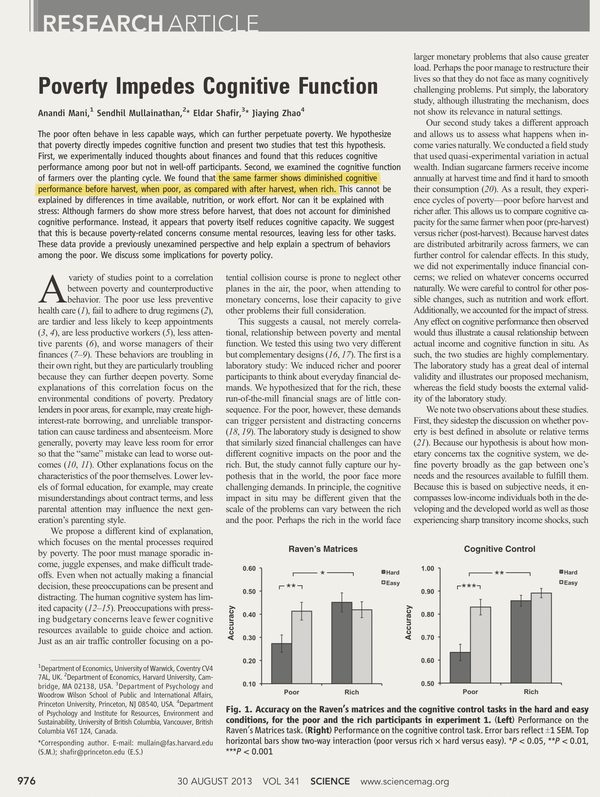 RESEARCH ARTICLE
Poverty Impedes Cognitive Function
Anandi Mani,1 Sendhil Mullainathan,2* Eldar Shafir,3* Jiaying Zhao4
The poor often behave in less capable ways, which can further perpetuate poverty. We hypothesize
that poverty directly impedes cognitive function and present two studies that test this hypothesis.
First, we experimentally induced thoughts about finances and found that this reduces cognitive
performance among poor but not in well-off participants. Second, we examined the cognitive function
of farmers over the planting cycle. We found that the same farmer shows diminished cognitive
performance before harvest, when poor, as compared with after harvest, when rich. This cannot be
explained by differences in time available, nutrition, or work effort. Nor can it be explained with
stress: Although farmers do show more stress before harvest, that does not account for diminished
cognitive performance. Instead, it appears that poverty itself reduces cognitive capacity. We suggest
that this is because poverty-related concerns consume mental resources, leaving less for other tasks.
These data provide a previously unexamined perspective and help explain a spectrum of behaviors
among the poor. We discuss some implications for poverty policy.
A variety of studies point to a correlation
between poverty and counterproductive
behavior. The poor use less preventive
health care (1), fail to adhere to drug regimens (2),
are tardier and less likely to keep appointments
(3, 4), are less productive workers (5), less atten-
tive parents (6), and worse managers of their
finances (7–9). These behaviors are troubling in
their own right, but they are particularly troubling
because they can further deepen poverty. Some
explanations of this correlation focus on the
environmental conditions of poverty. Predatory
lenders in poor areas, for example, may create high-
interest-rate borrowing, and unreliable transpor-
tation can cause tardiness and absenteeism. More
generally, poverty may leave less room for error
so that the “same” mistake can lead to worse out-
comes (10, 11). Other explanations focus on the
characteristics of the poor themselves. Lower lev-
els of formal education, for example, may create
misunderstandings about contract terms, and less
parental attention may influence the next gen-
eration's parenting style.
We propose a different kind of explanation,
which focuses on the mental processes required
by poverty. The poor must manage sporadic in-
come, juggle expenses, and make difficult trade-
offs. Even when not actually making a financial
decision, these preoccupations can be present and
distracting. The human cognitive system has lim-
ited capacity (12–15). Preoccupations with press-
ing budgetary concerns leave fewer cognitive
resources available to guide choice and action.
Just as an air traffic controller focusing on a po-
1Department of Economics, University of Warwick, Coventry CV4
7AL, UK. 2Department of Economics, Harvard University, Cam-
bridge, MA 02138, USA. 3Department of Psychology and
Woodrow Wilson School of Public and International Affairs,
Princeton University, Princeton, NJ 08540, USA. 4Department
of Psychology and Institute for Resources, Environment and
Sustainability, University of British Columbia, Vancouver, British
Columbia V6T 1Z4, Canada.
*Corresponding author. E-mail: mullain@fas.harvard.edu
(S.M.); shafir@princeton.edu (E.S.)
tential collision course is prone to neglect other
planes in the air, the poor, when attending to
monetary concerns, lose their capacity to give
other problems their full consideration.
This suggests a causal, not merely correla-
tional, relationship between poverty and mental
function. We tested this using two very different
but complementary designs (16, 17). The first is a
laboratory study: We induced richer and poorer
participants to think about everyday financial de-
mands. We hypothesized that for the rich, these
run-of-the-mill financial snags are of little con-
sequence. For the poor, however, these demands
can trigger persistent and distracting concerns
(18, 19). The laboratory study is designed to show
that similarly sized financial challenges can have
different cognitive impacts on the poor and the
rich. But, the study cannot fully capture our hy-
pothesis that in the world, the poor face more
challenging demands. In principle, the cognitive
impact in situ may be different given that the
scale of the problems can vary between the rich
and the poor. Perhaps the rich in the world face
larger monetary problems that also cause greater
load. Perhaps the poor manage to restructure their
lives so that they do not face as many cognitively
challenging problems. Put simply, the laboratory
study, although illustrating the mechanism, does
not show its relevance in natural settings.
Our second study takes a different approach
and allows us to assess what happens when in-
come varies naturally. We conducted a field study
that used quasi-experimental variation in actual
wealth. Indian sugarcane farmers receive income
annually at harvest time and find it hard to smooth
their consumption (20). As a result, they experi-
ence cycles of poverty—poor before harvest and
richer after. This allows us to compare cognitive ca-
pacity for the same farmer when poor (pre-harvest)
versus richer (post-harvest). Because harvest dates
are distributed arbitrarily across farmers, we can
further control for calendar effects. In this study,
we did not experimentally induce financial con-
cerns; we relied on whatever concerns occurred
naturally. We were careful to control for other pos-
sible changes, such as nutrition and work effort.
Additionally, we accounted for the impact of stress.
Any effect on cognitive performance then observed
would thus illustrate a causal relationship between
actual income and cognitive function in situ. As
such, the two studies are highly complementary.
The laboratory study has a great deal of internal
validity and illustrates our proposed mechanism,
whereas the field study boosts the external valid-
ity of the laboratory study.
We note two observations about these studies.
First, they sidestep the discussion on whether pov-
erty is best defined in absolute or relative terms
(21). Because our hypothesis is about how mon-
etary concerns tax the cognitive system, we de-
fine poverty broadly as the gap between one's
needs and the resources available to fulfill them.
Because this is based on subjective needs, it en-
compasses low-income individuals both in the de-
veloping and the developed world as well as those
experiencing sharp transitory income shocks, such
Raven's Matrices
0.60
0.50
0.40
0.30
0.20
0.10
Accuracy
**
*
Hard
Easy
Poor
Rich
Cognitive Control
1.00
0.90
0.80
0.70
0.60
0.50
Accuracy
***
**
Hard
Easy
Poor
Rich
Fig. 1. Accuracy on the Raven's matrices and the cognitive control tasks in the hard and easy
conditions, for the poor and the rich participants in experiment 1. (Left) Performance on the
Raven's Matrices task. (Right) Performance on the cognitive control task. Error bars reflect ±1 SEM. Top
horizontal bars show two-way interaction (poor versus rich × hard versus easy). *P < 0.05, **P < 0.01,
***P < 0.001
976
30 AUGUST 2013 VOL 341 SCIENCE www.sciencemag.org